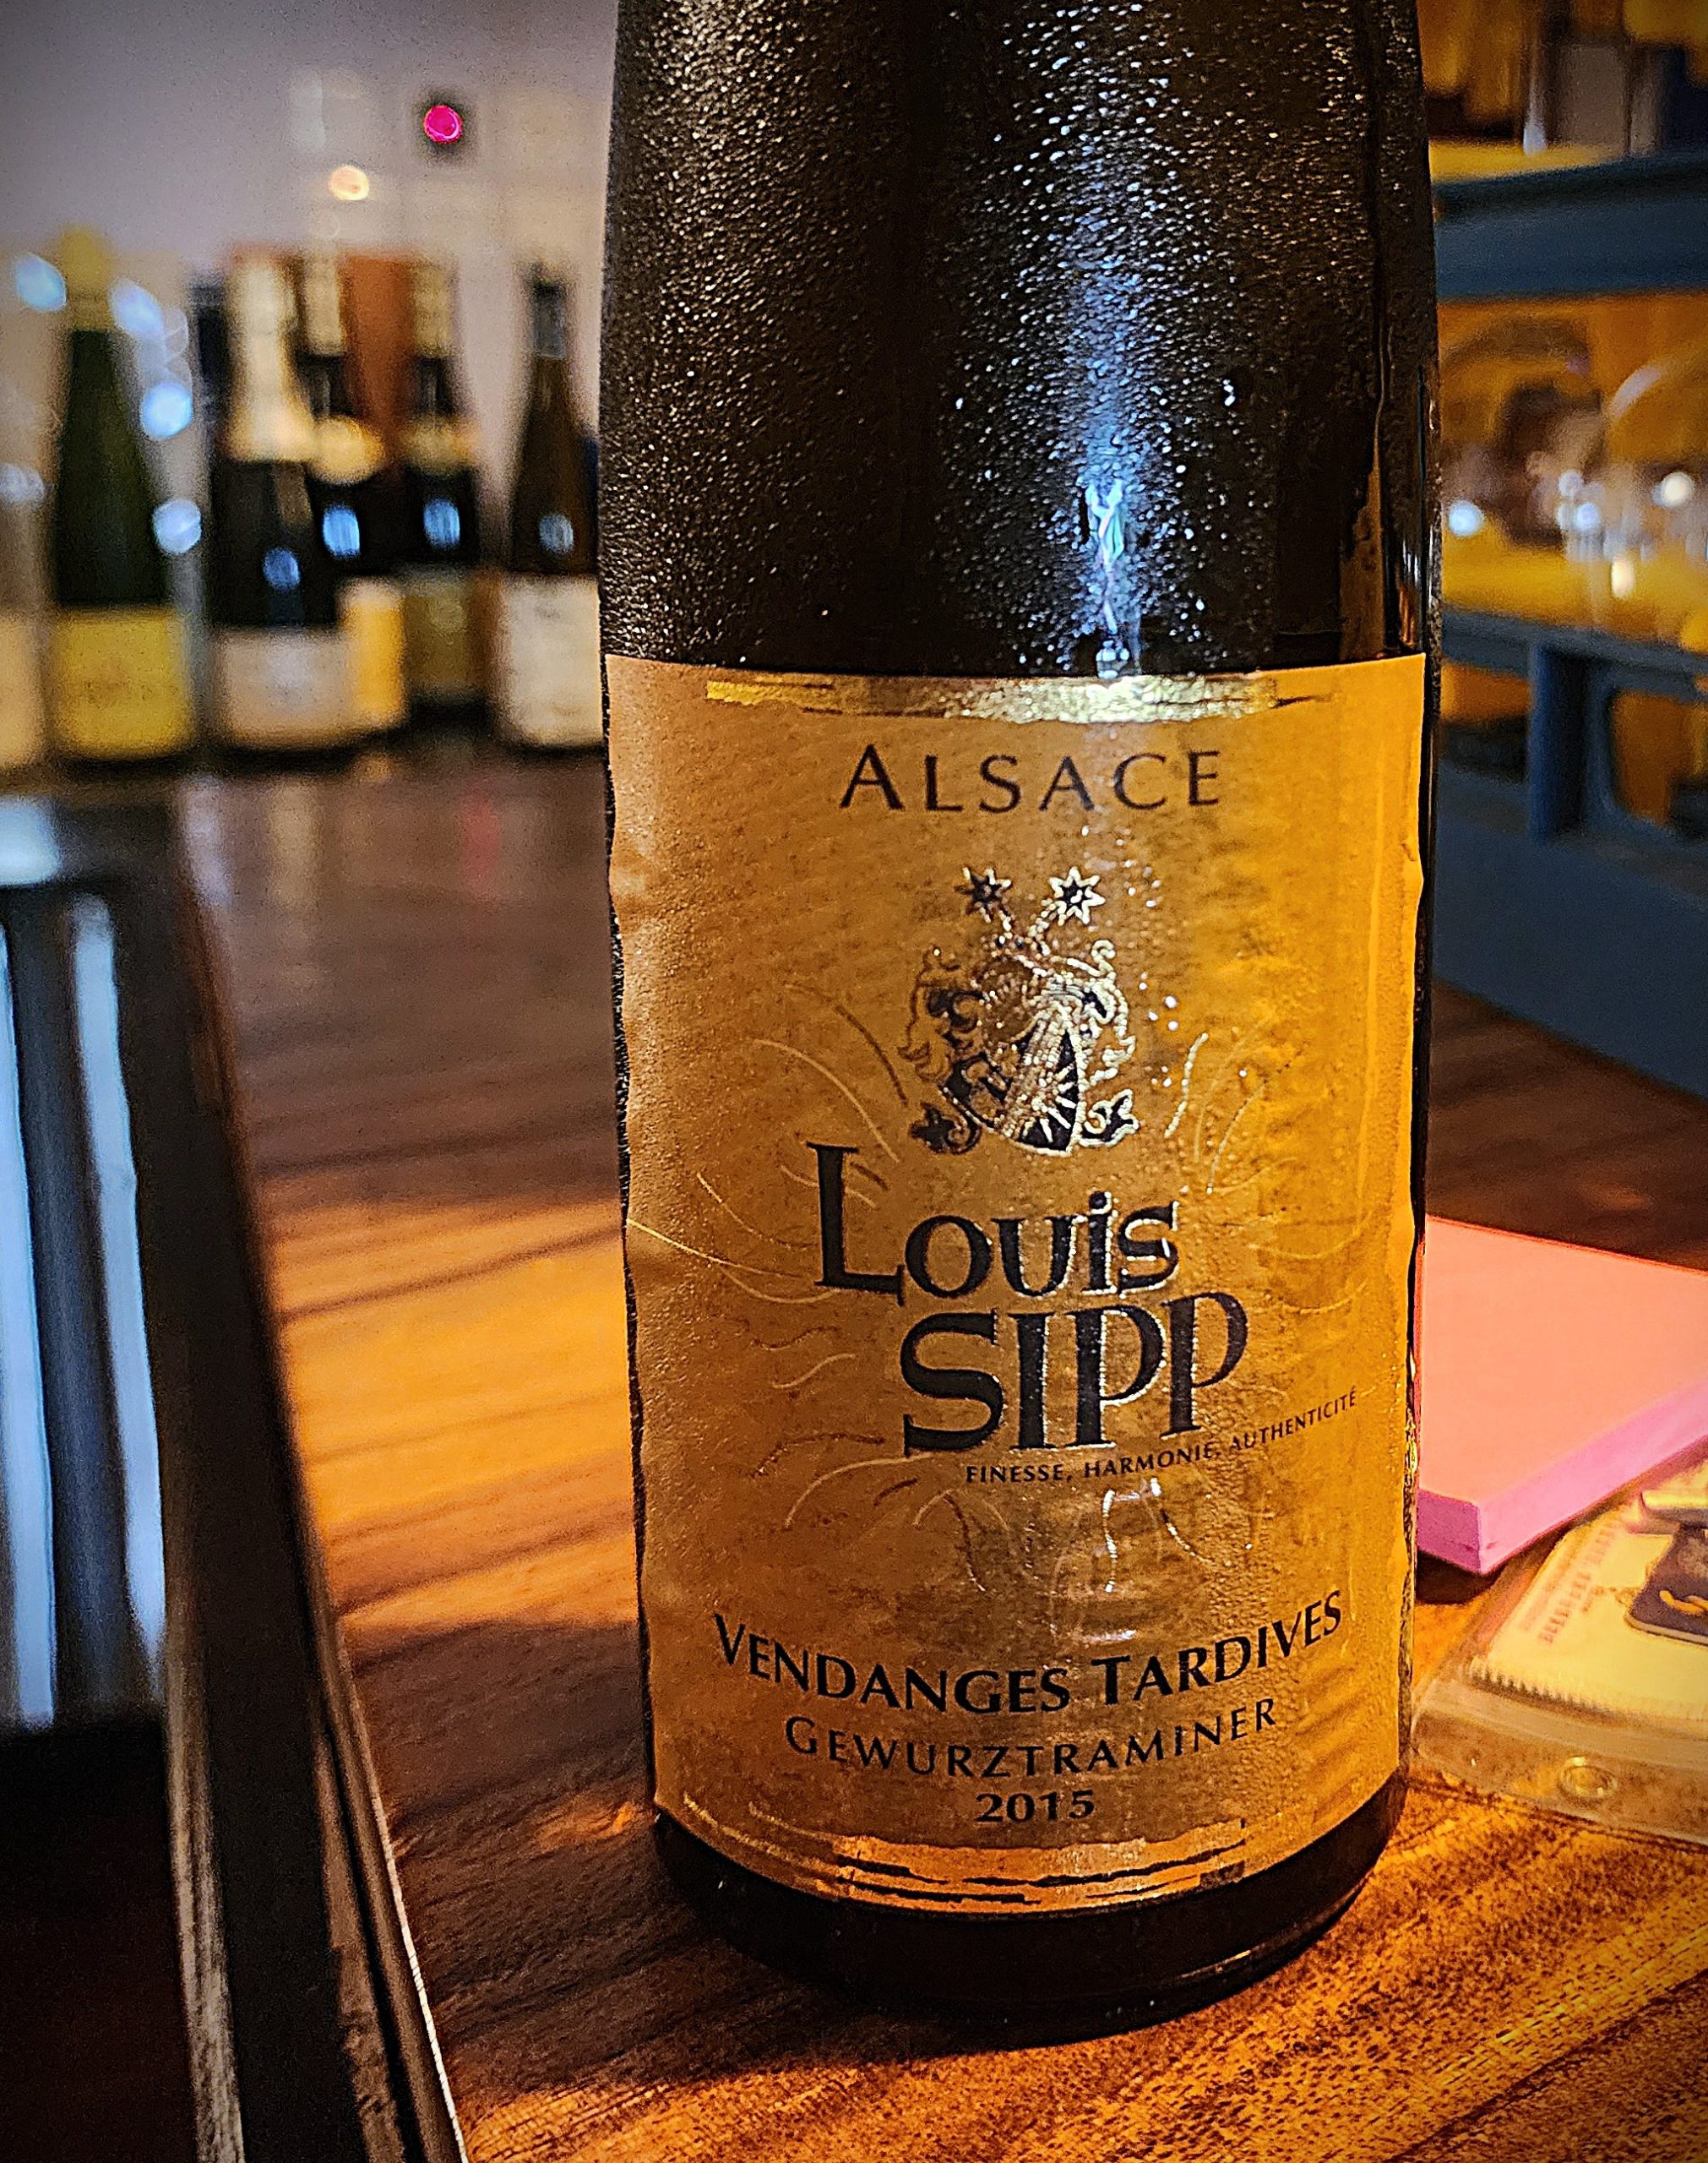 ALSACE
LOUIS
SIPP
FINESSE, HARMONIE, AUTHENTICITÉ
VENDANGES TARDIVES
GEWURZTRAMINER
2015